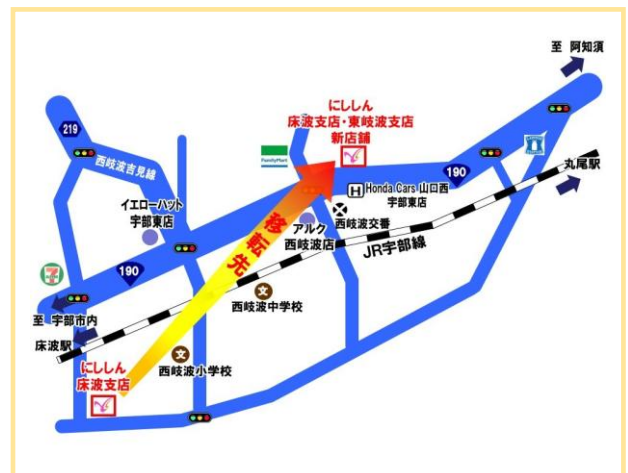 至 阿知須
にししん
床波支店・東岐波支店
新店舗
219
西岐波吉見線
FamilyMart
190
丸尾駅
イエローハット
宇部東店
H
Honda Cars 山口西
宇部東店
アルク
西岐波店
西岐波交番
移転先
JR宇部線
7
190
文
西岐波中学校
至 宇部市内
床波駅
文
西岐波小学校
にししん
床波支店